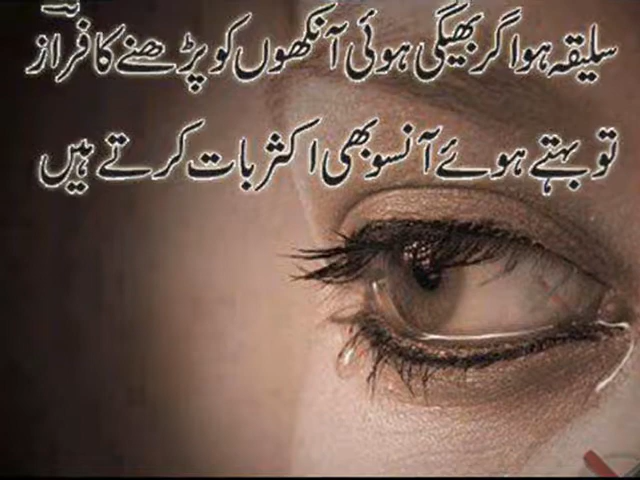 سلیقہ ہو اگر بھیگی ہوئی آنکھوں کو پڑھنے کا فراز
تو بہتے ہوئے آنسو بھی اکثر بات کرتے ہیں